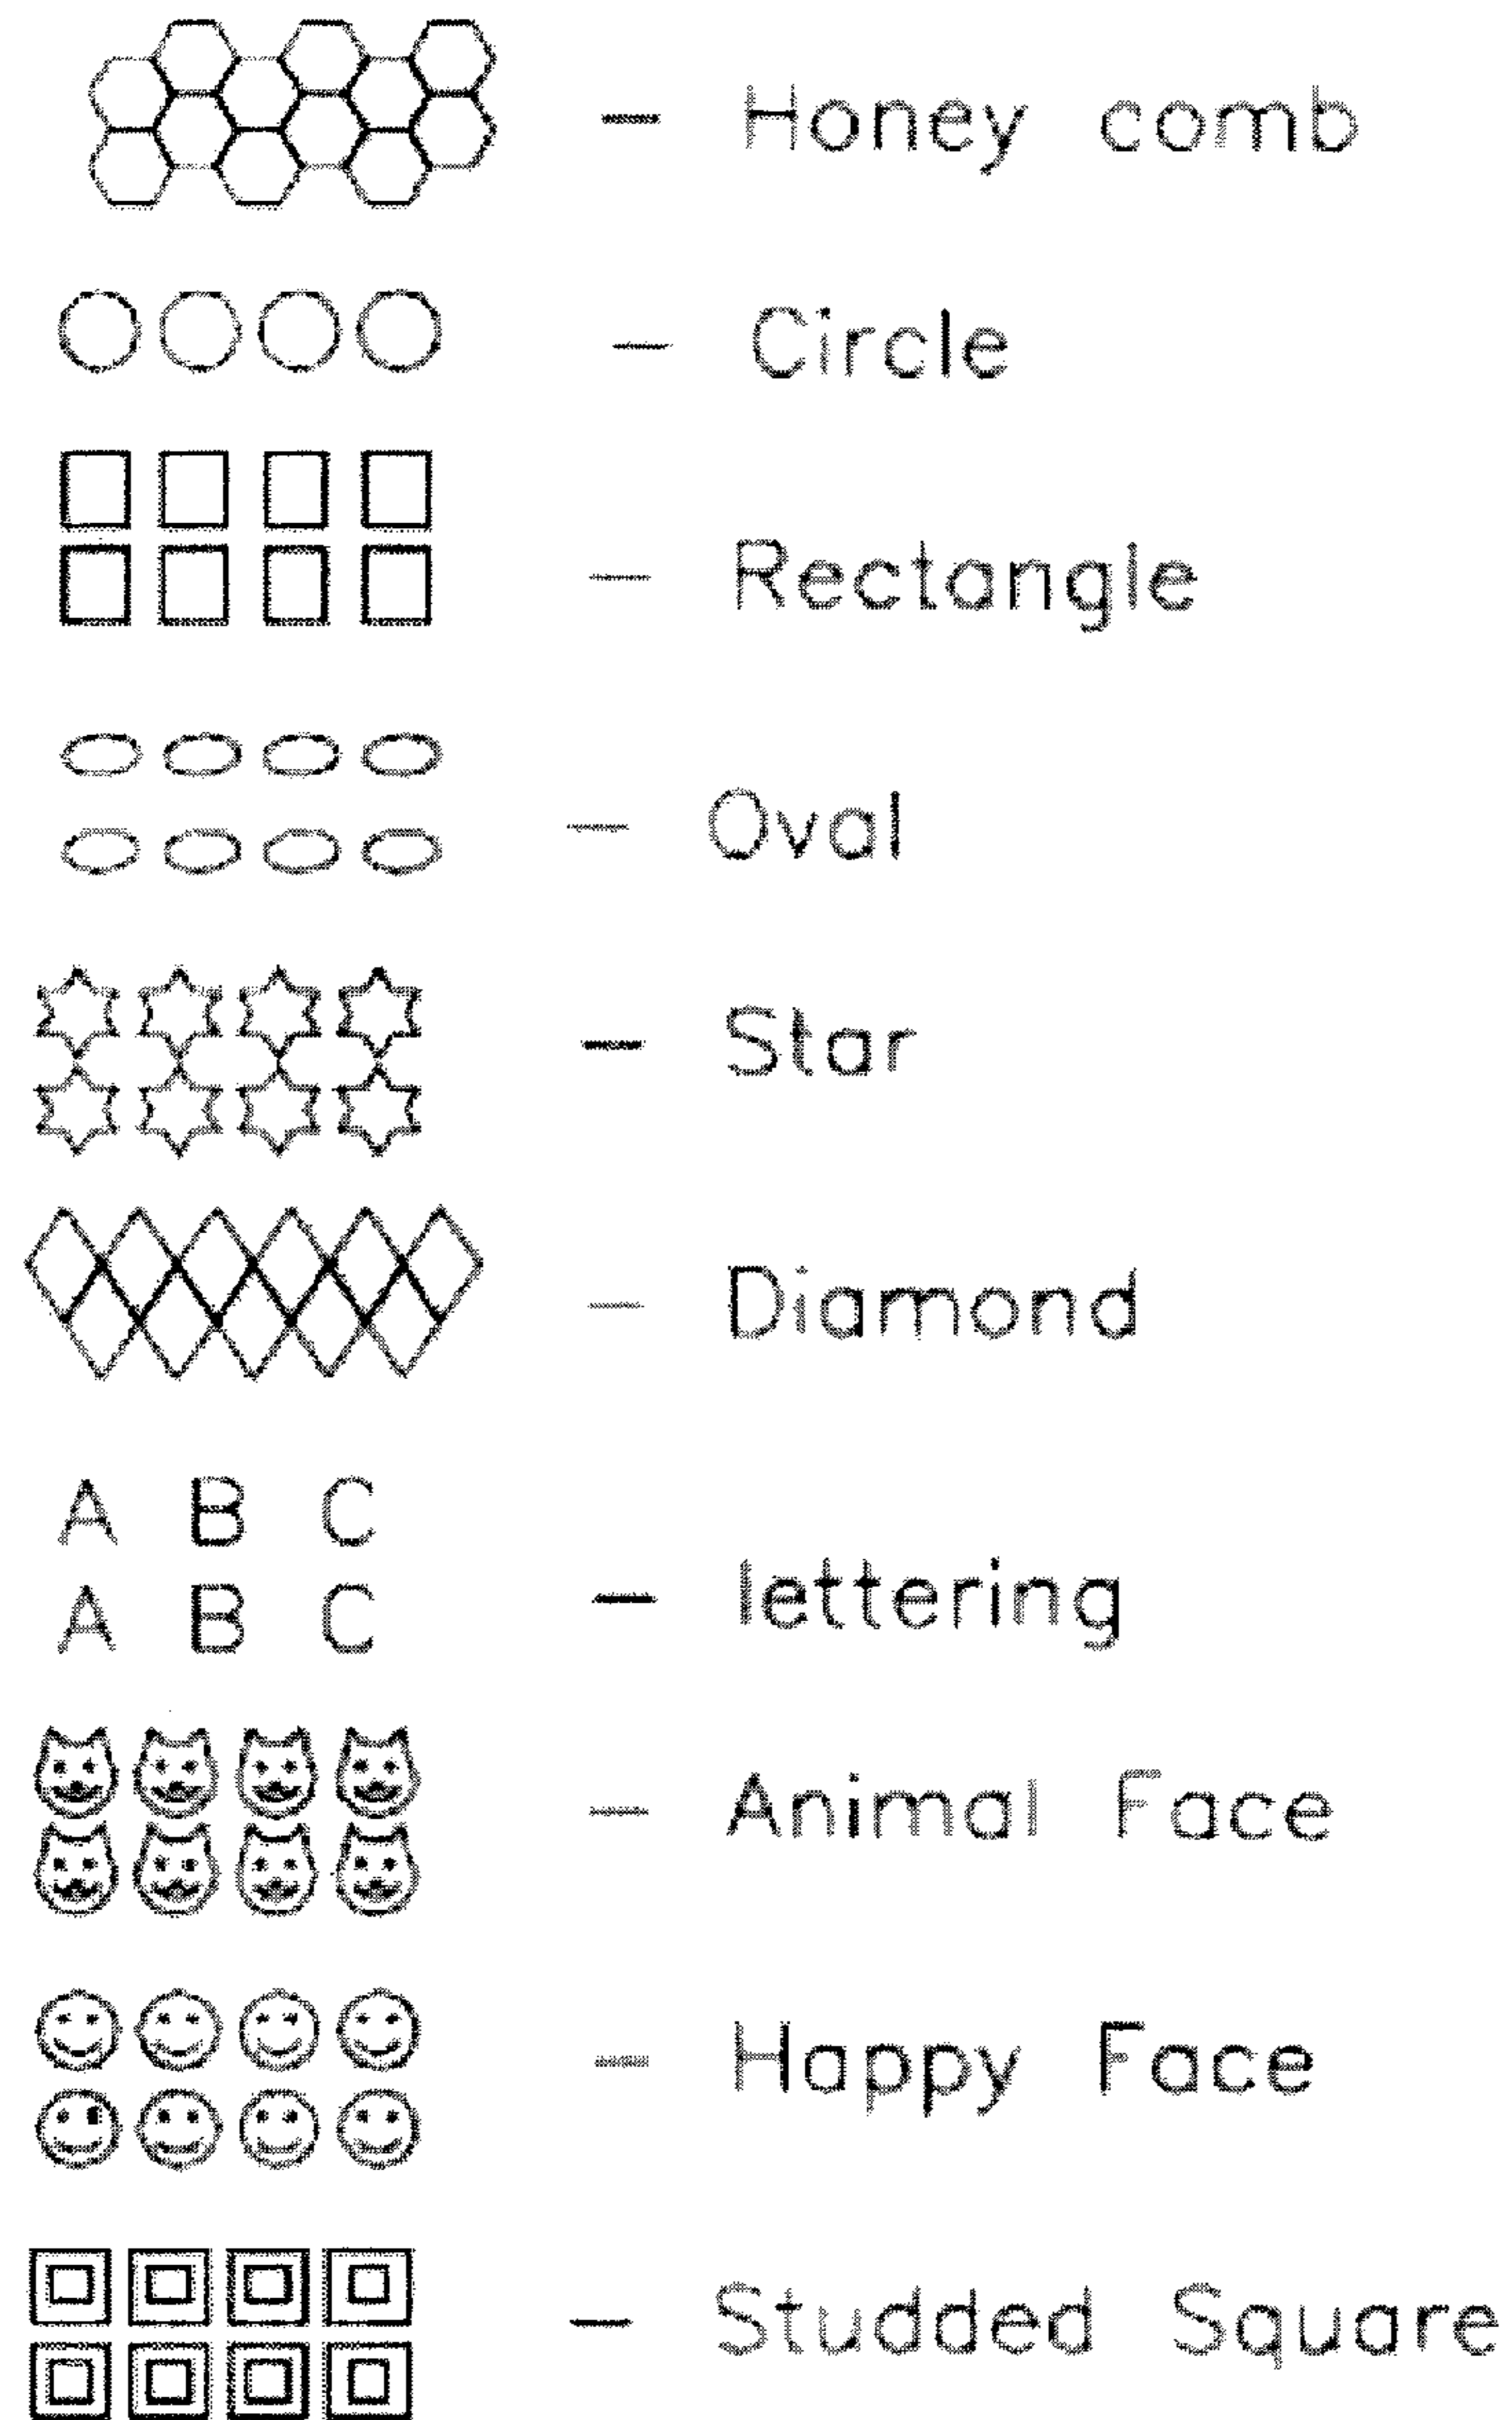 – Honey comb
– Circle
– Rectangle
– Oval
– Star
– Diamond
A B C
A B C
– lettering
– Animal Face
– Happy Face
– Studded Square